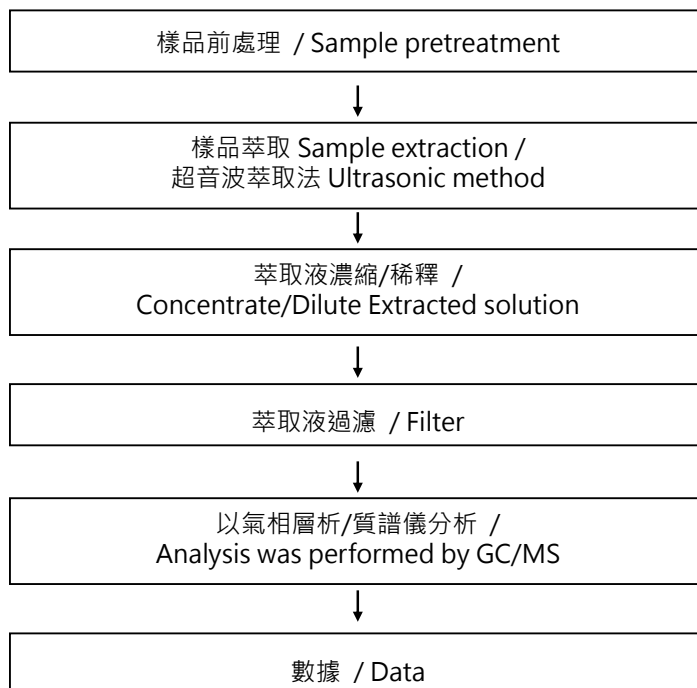 樣品前處理 / Sample pretreatment
樣品萃取 Sample extraction /
超音波萃取法 Ultrasonic method
萃取液濃縮/稀釋 /
Concentrate/Dilute Extracted solution
萃取液過濾 / Filter
以氣相層析/質譜儀分析 /
Analysis was performed by GC/MS
數據 / Data